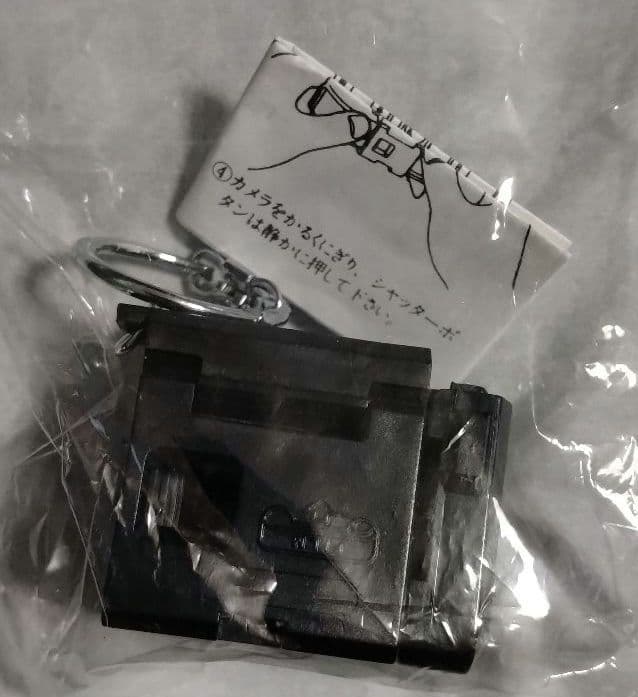 ④カメラをかるくにぎり、シャッターボ
タンは静かに押して下さい。